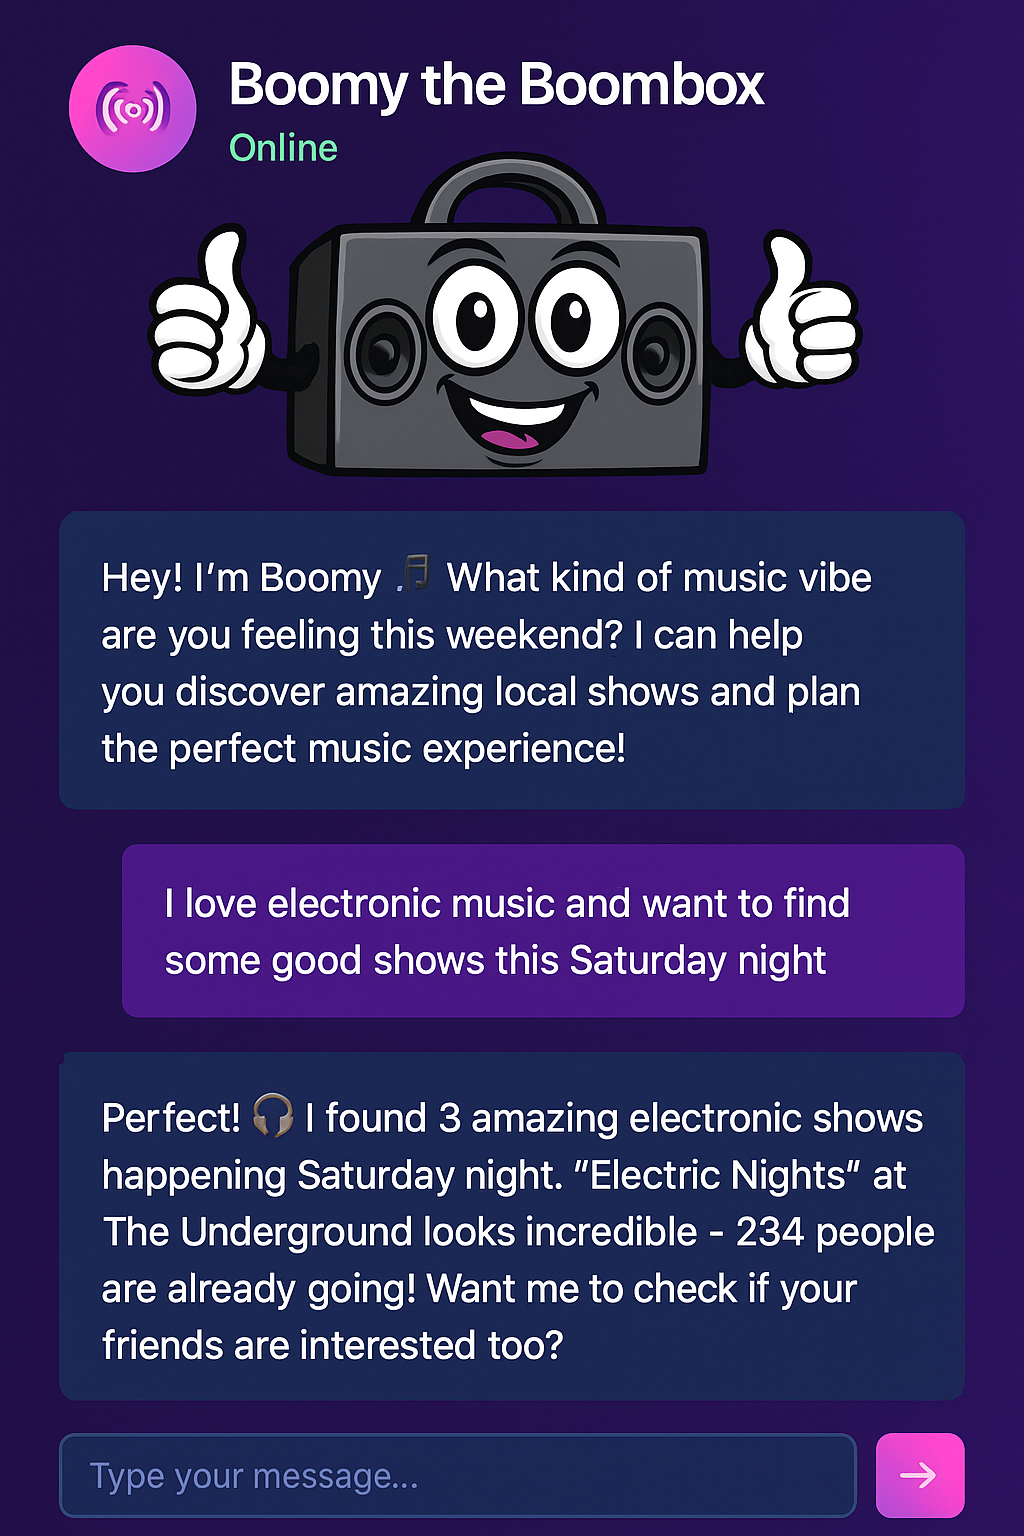 Boomy the Boombox
Online
Hey! I’m Boomy 🎵 What kind of music vibe
are you feeling this weekend? I can help
you discover amazing local shows and plan
the perfect music experience!
I love electronic music and want to find
some good shows this Saturday night
Perfect! 🎧 I found 3 amazing electronic shows
happening Saturday night. ”Electric Nights” at
The Underground looks incredible - 234 people
are already going! Want me to check if your
friends are interested too?
Type your message...